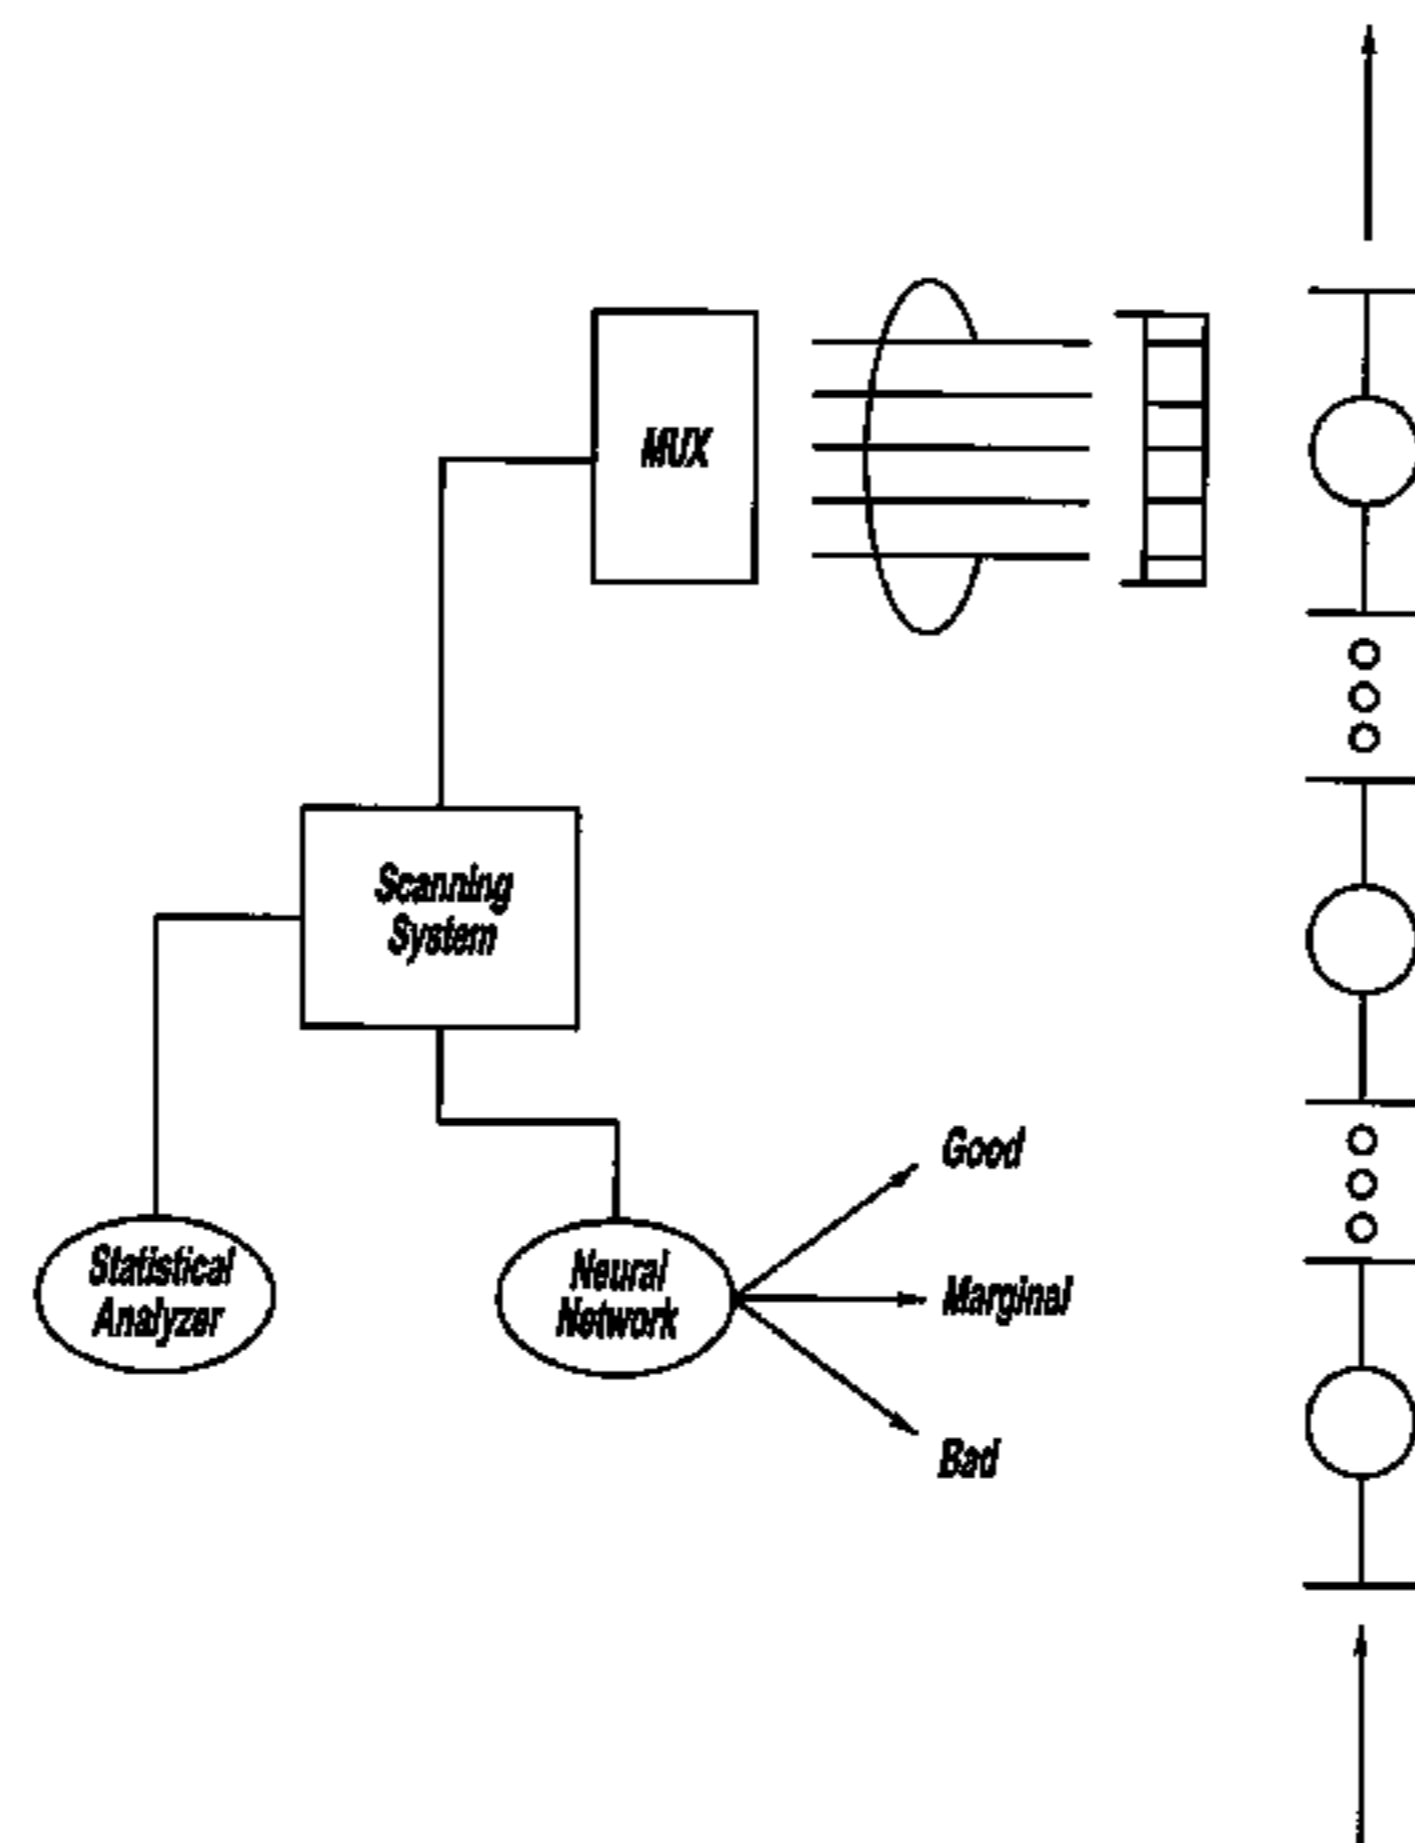 MUX
Scanning
System
Statistical
Analyzer
Neural
Network
Good
Marginal
Bad